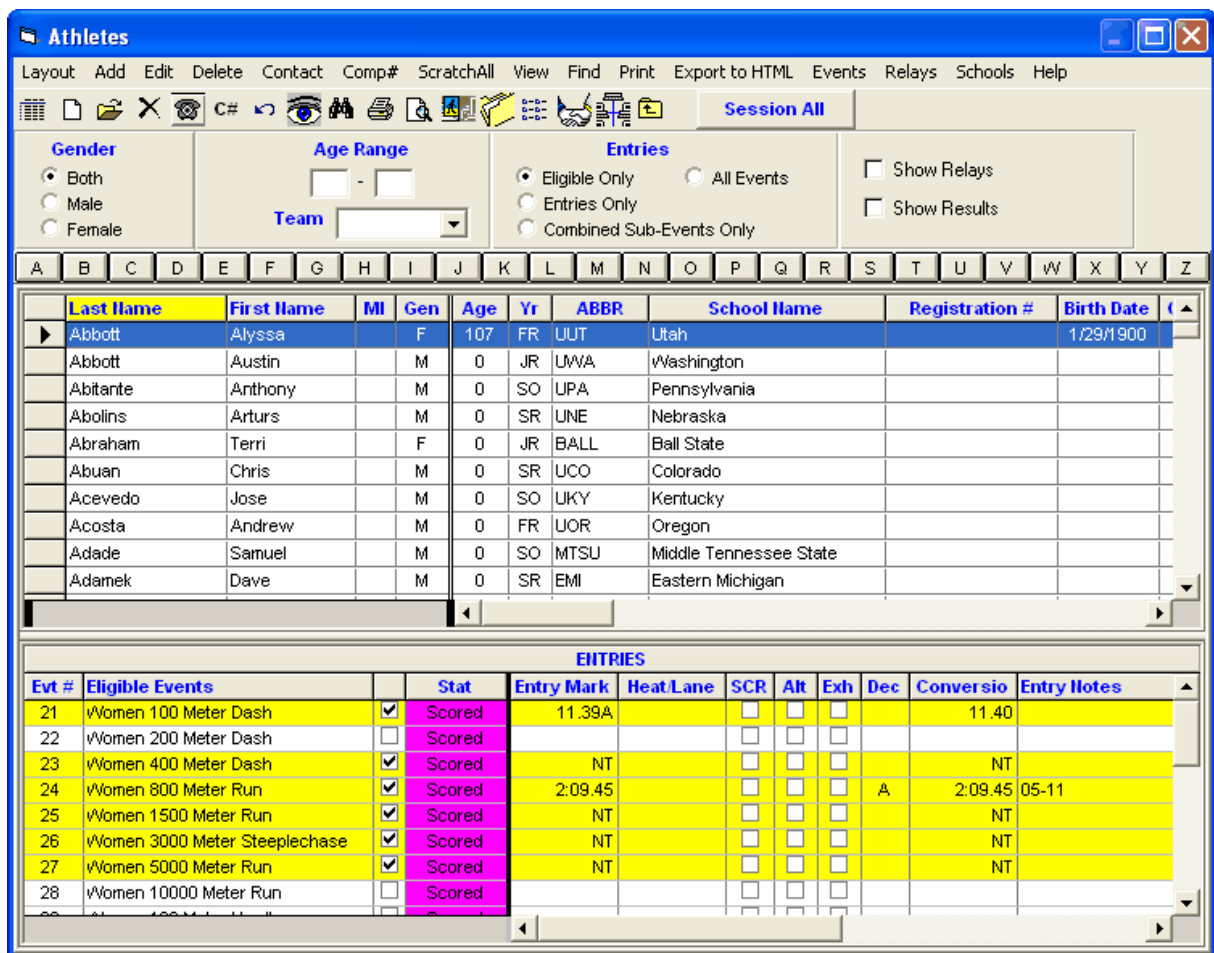 Athletes
Layout Add Edit Delete Contact Comp# ScratchAll View Find Print Export to HTML Events Relays Schools Help
C# Session All
Gender Age Range Entries
Both - Eligible Only All Events Show Relays
Male Entries Only Show Results
Female Team Combined Sub-Events Only
A B C D E F G H I J K L M N O P Q R S T U V W X Y Z
Last Name First Name MI Gen Age Yr ABBR School Name Registration # Birth Date
Abbott Alyssa F 107 FR UUT Utah 1/29/1900
Abbott Austin M 0 JR UWA Washington
Abitante Anthony M 0 SO UPA Pennsylvania
Abolins Arturs M 0 SR UNE Nebraska
Abraham Terri F 0 JR BALL Ball State
Abuan Chris M 0 SR UCO Colorado
Acevedo Jose M 0 SO UKY Kentucky
Acosta Andrew M 0 FR UOR Oregon
Adade Samuel M 0 SO MTSU Middle Tennessee State
Adamek Dave M 0 SR EMI Eastern Michigan
ENTRIES
Evt # Eligible Events Stat Entry Mark Heat/Lane SCR Alt Exh Dec Conversio Entry Notes
21 Women 100 Meter Dash Scored 11.39A 11.40
22 Women 200 Meter Dash Scored
23 Women 400 Meter Dash Scored NT NT
24 Women 800 Meter Run Scored 2:09.45 A 2:09.45 05-11
25 Women 1500 Meter Run Scored NT NT
26 Women 3000 Meter Steeplechase Scored NT NT
27 Women 5000 Meter Run Scored NT NT
28 Women 10000 Meter Run Scored